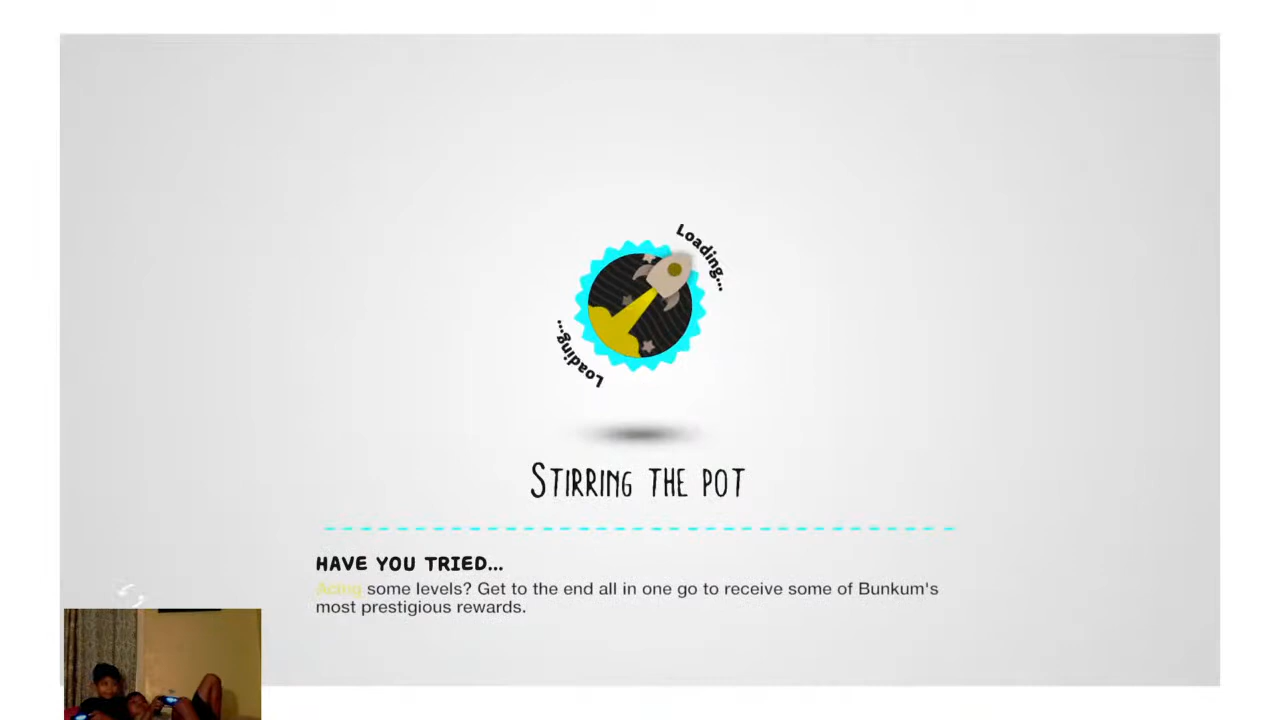 Loading...
Loading...
STIRRING THE POT
HAVE YOU TRIED...
Acing some levels? Get to the end all in one go to receive some of Bunkum's
most prestigious rewards.